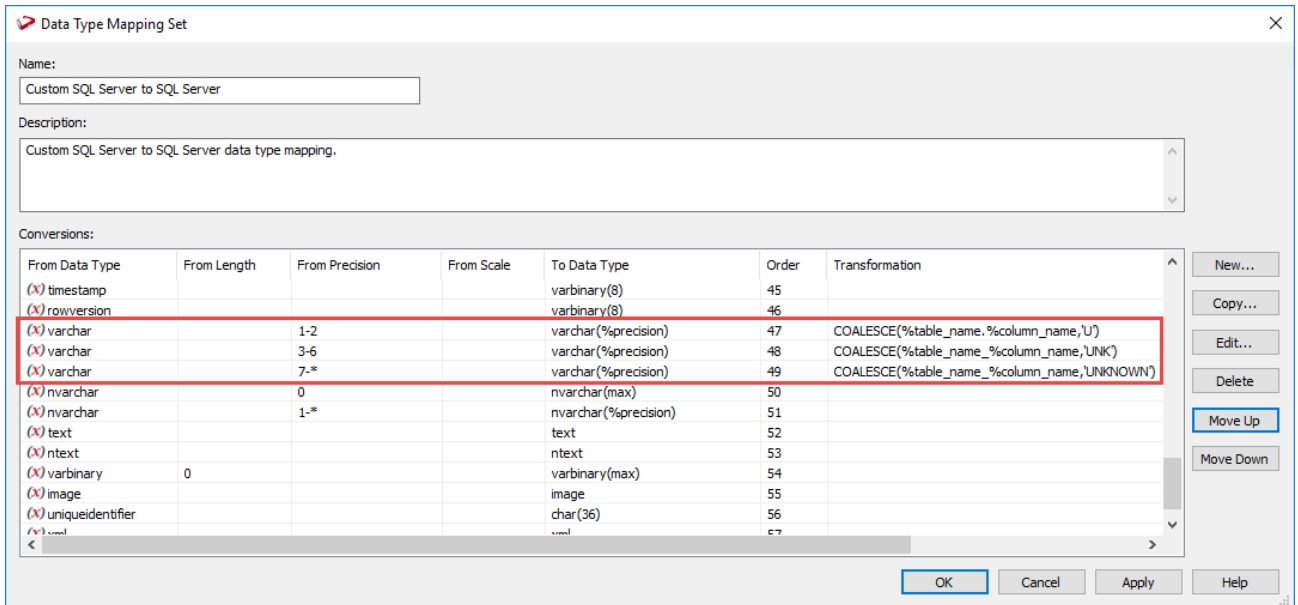 Data Type Mapping Set
Name:
Custom SQL Server to SQL Server
Description:
Custom SQL Server to SQL Server data type mapping.
Conversions:
From Data Type From Length From Precision From Scale To Data Type Order Transformation
(x) timestamp varbinary(8) 45
(x) rowversion varbinary(8) 46
(x) varchar 1-2 varchar(%precision) 47 COALESCE(%table_name.%column_name,'U')
(x) varchar 3-6 varchar(%precision) 48 COALESCE(%table_name_%column_name,'UNK')
(x) varchar 7-* varchar(%precision) 49 COALESCE(%table_name_%column_name,'UNKNOWN')
(x) nvarchar 0 nvarchar(max) 50
(x) nvarchar 1-* nvarchar(%precision) 51
(x) text text 52
(x) ntext ntext 53
(x) varbinary 0 varbinary(max) 54
(x) image image 55
(x) uniqueidentifier char(36) 56
(x) xml xml 57
New...
Copy...
Edit...
Delete
Move Up
Move Down
OK Cancel Apply Help